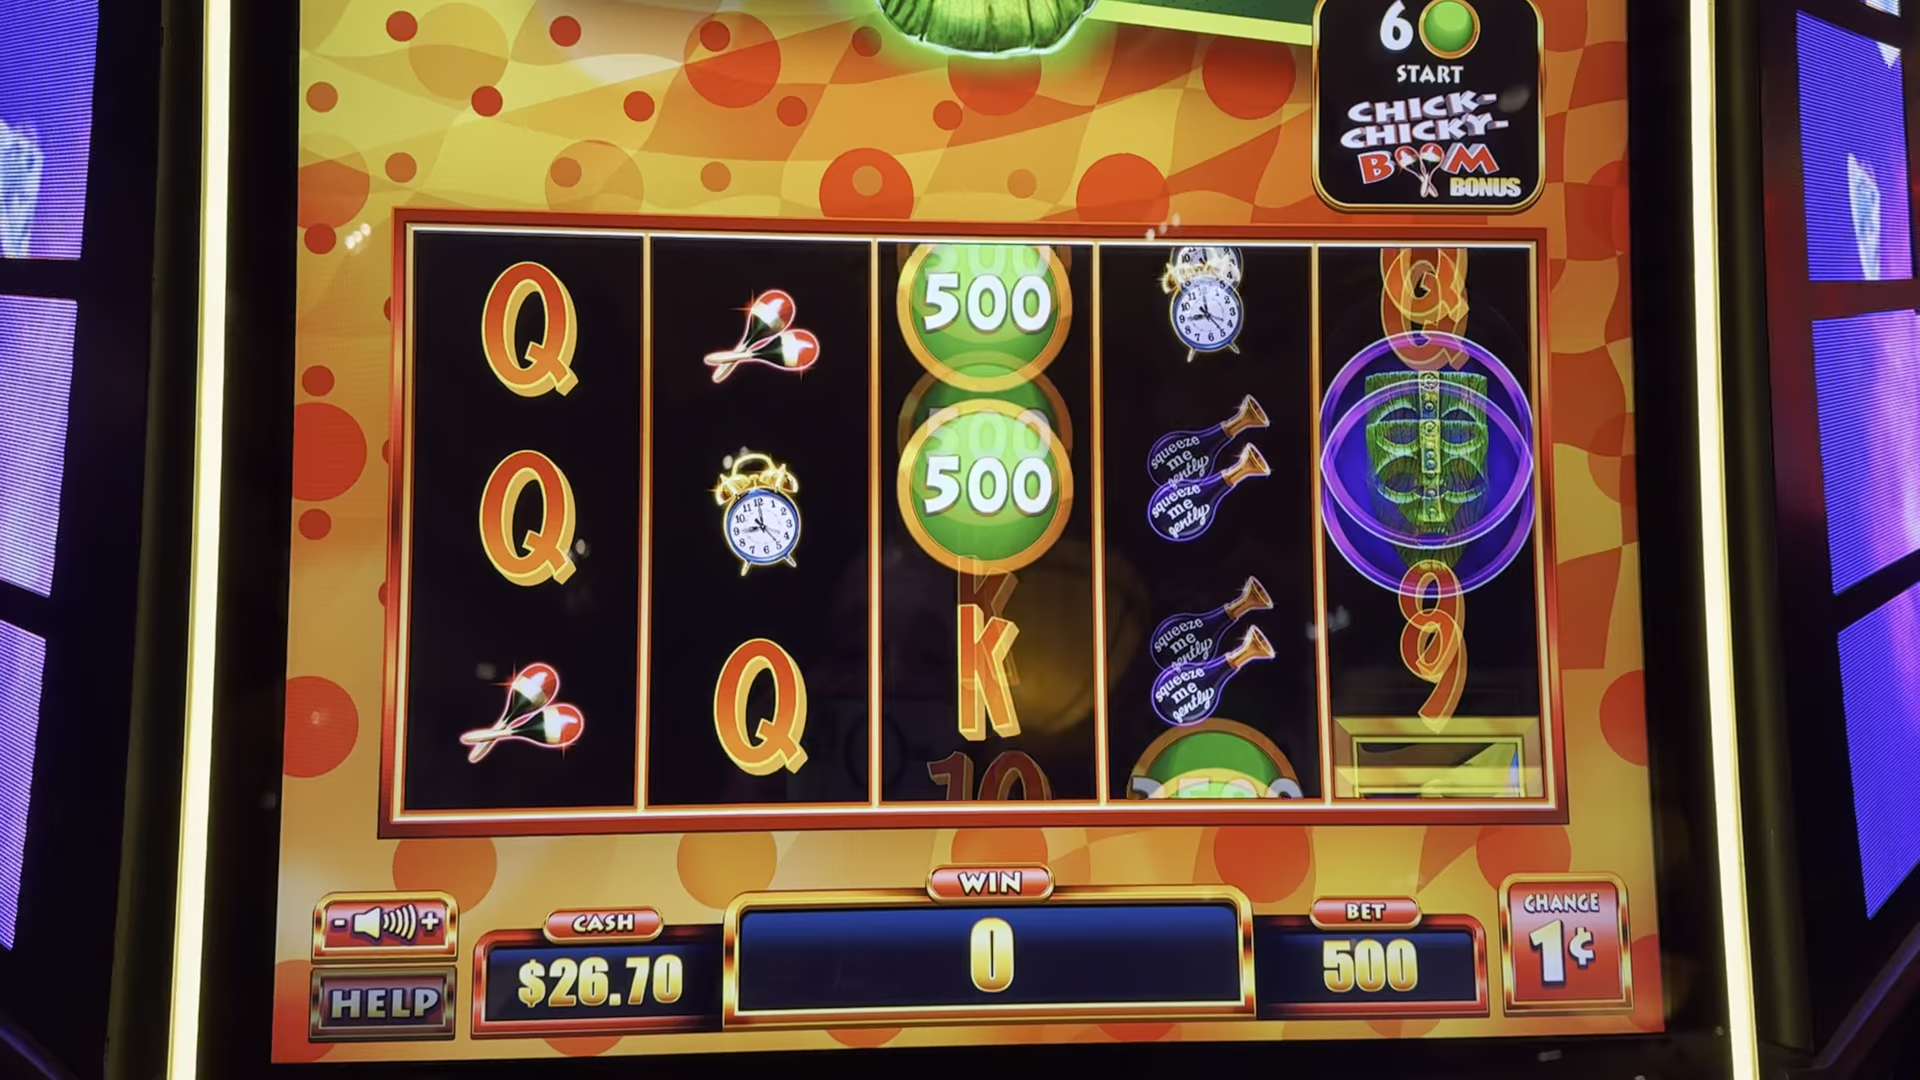 6
START
CHICK-
CHICKY-
BOOM
BONUS
Q
Q
Q
500
500
squeeze
me
gently
squeeze
me
gently
squeeze
me
gently
squeeze
me
gently
K
Q
9
10
WIN
CASH
BET
CHANGE
- +
$26.70
0
500
1¢
HELP